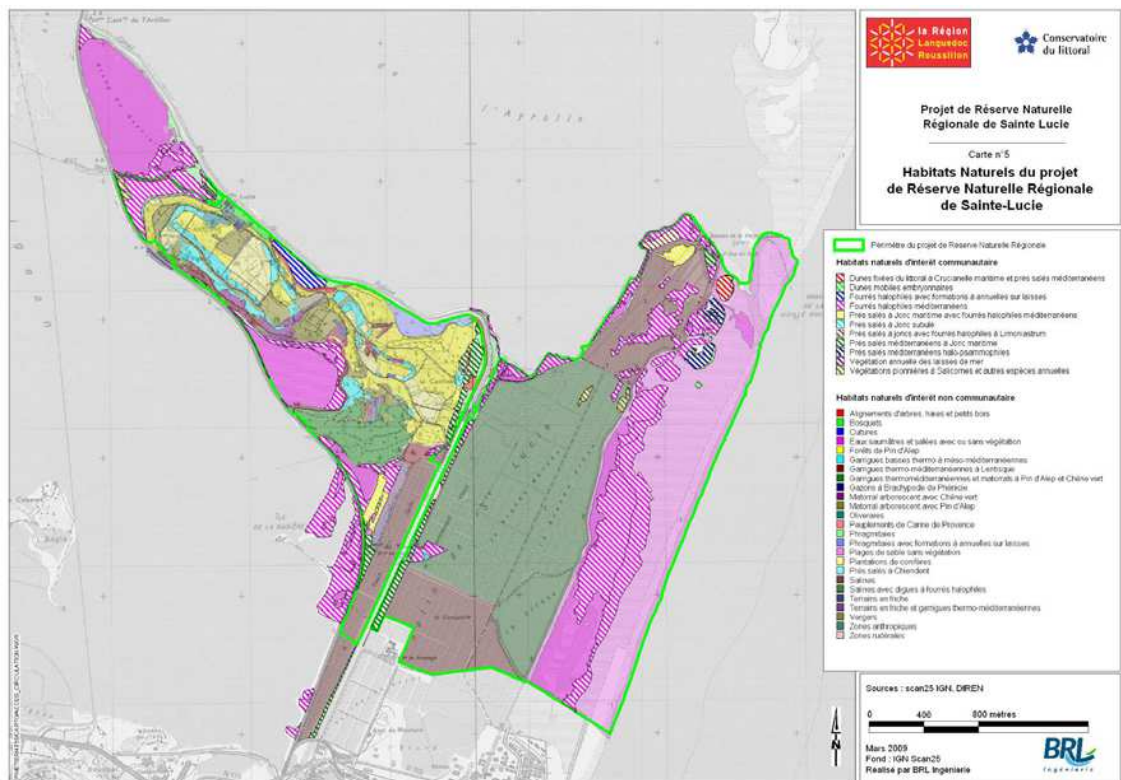 la Région
Languedoc
Roussillon
Conservatoire
du littoral
Projet de Réserve Naturelle
Régionale de Sainte Lucie
Carte n°5
Habitats Naturels du projet
de Réserve Naturelle Régionale
de Sainte-Lucie
Périmètre du projet de Réserve Naturelle Régionale
Habitats naturels d'intérêt communautaire
Dunes fixées du littoral à Crucianelle maritime et prés salés méditerranéens
Dunes mobiles embryonnaires
Fourrés halophiles avec formations à annuelles sur laisses
Fourrés halophiles méditerranéens
Prés salés à Jonc maritime avec fourrés halophiles méditerranéens
Prés salés à Jonc subulé
Prés salés à joncs avec fourrés halophiles à Limoniastrum
Prés salés méditerranéens à Jonc maritime
Prés salés méditerranéens halo-psammophiles
Végétation annuelle des laisses de mer
Végétations pionnières à Salicornes et autres espèces annuelles
Habitats naturels d'intérêt non communautaire
Alignements d'arbres, haies et petits bois
Bosquets
Cultures
Eaux saumâtres et salées avec ou sans végétation
Forêts de Pin d'Alep
Garrigues basses thermo à méso-méditerranéennes
Garrigues thermo-méditerranéennes à Lentisque
Garrigues thermoméditerranéennes et matorrals à Pin d'Alep et Chêne vert
Gazons à Brachypode de Phénicie
Matorral arborescent avec Chêne vert
Matorral arborescent avec Pin d'Alep
Oliveraies
Peuplements de Canne de Provence
Phragmitaies
Phragmitaies avec formations à annuelles sur laisses
Plages de sable sans végétation
Plantations de conifères
Prés salés à Chiendent
Salines
Salines avec digues à fourrés halophiles
Terrains en friche
Terrains en friche et garrigues thermo-méditerranéennes
Vergers
Zones anthropiques
Zones rudérales
Sources : scan25 IGN, DIREN
0 400 800 mètres
N
Mars 2009
Fond : IGN Scan25
Réalisé par BRL Ingénierie
BRL
Ingénierie